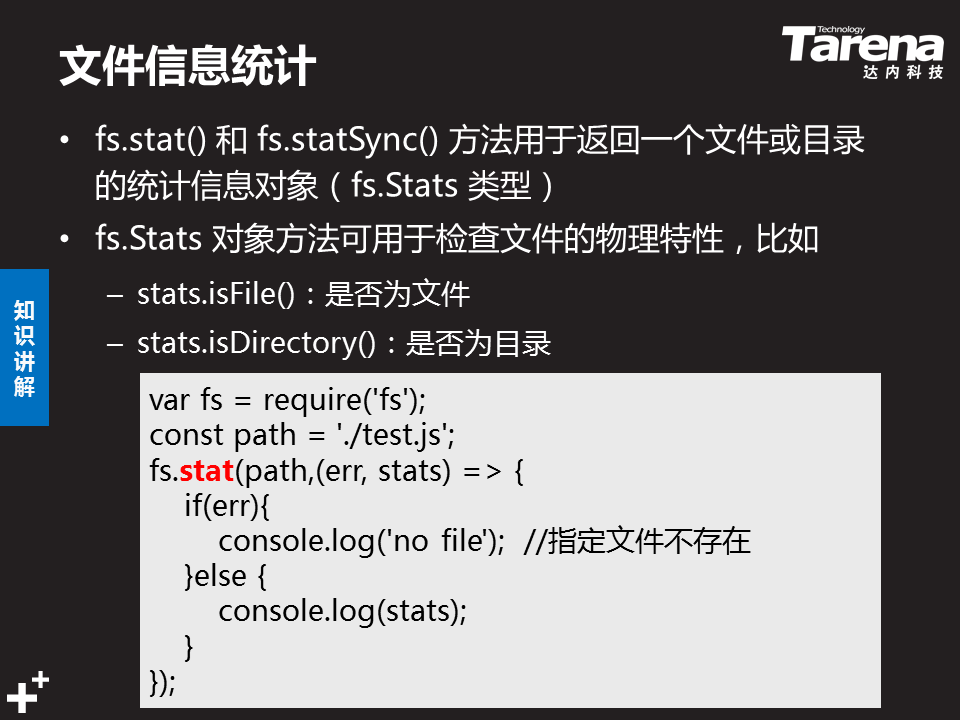 文件信息统计
Technology
Tarena
达内科技
• fs.stat() 和 fs.statSync() 方法用于返回一个文件或目录
的统计信息对象（fs.Stats 类型）
• fs.Stats 对象方法可用于检查文件的物理特性，比如
– stats.isFile()：是否为文件
– stats.isDirectory()：是否为目录
知
识
讲
解
var fs = require('fs');
const path = './test.js';
fs.stat(path,(err, stats) => {
    if(err){
        console.log('no file');  //指定文件不存在
    }else {
        console.log(stats);
    }
});